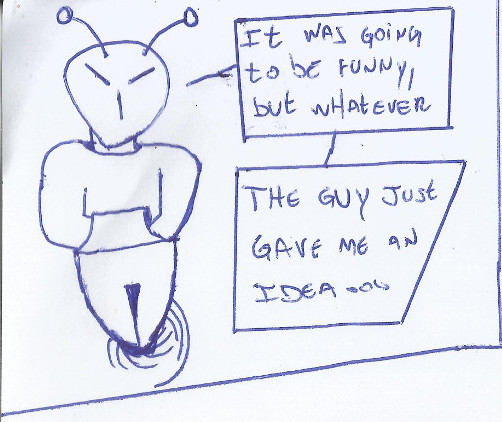 It WAS GOING
to bE FUNNY,
but WHATEVER
THE GUY JUST
GAVE ME AN
IDEA...